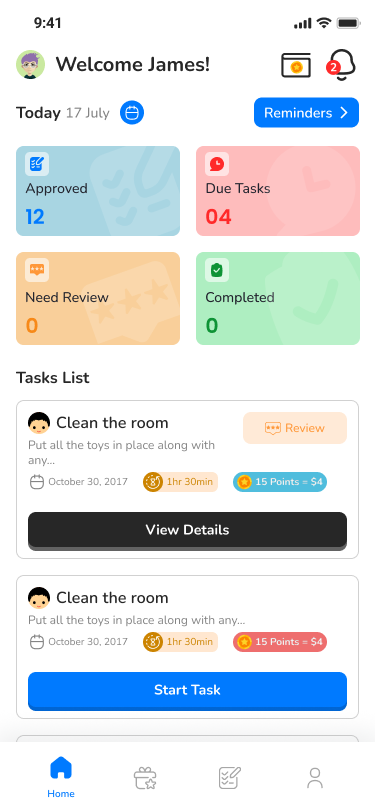 9:41
Welcome James!
2
Today 17 July
Reminders
Approved
12
Due Tasks
04
Need Review
0
Completed
0
Tasks List
Clean the room
Review
Put all the toys in place along with
any...
October 30, 2017
1hr 30min
15 Points = $4
View Details
Clean the room
Put all the toys in place along with any...
October 30, 2017
1hr 30min
15 Points = $4
Start Task
Home